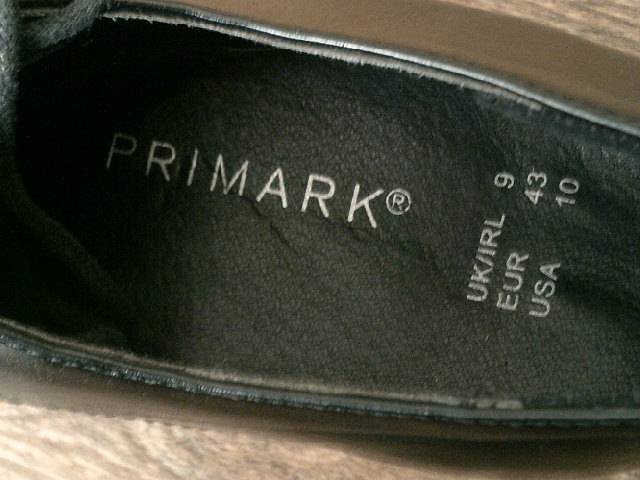 PRIMARK®
UK/IRL 9
EUR 43
USA 10